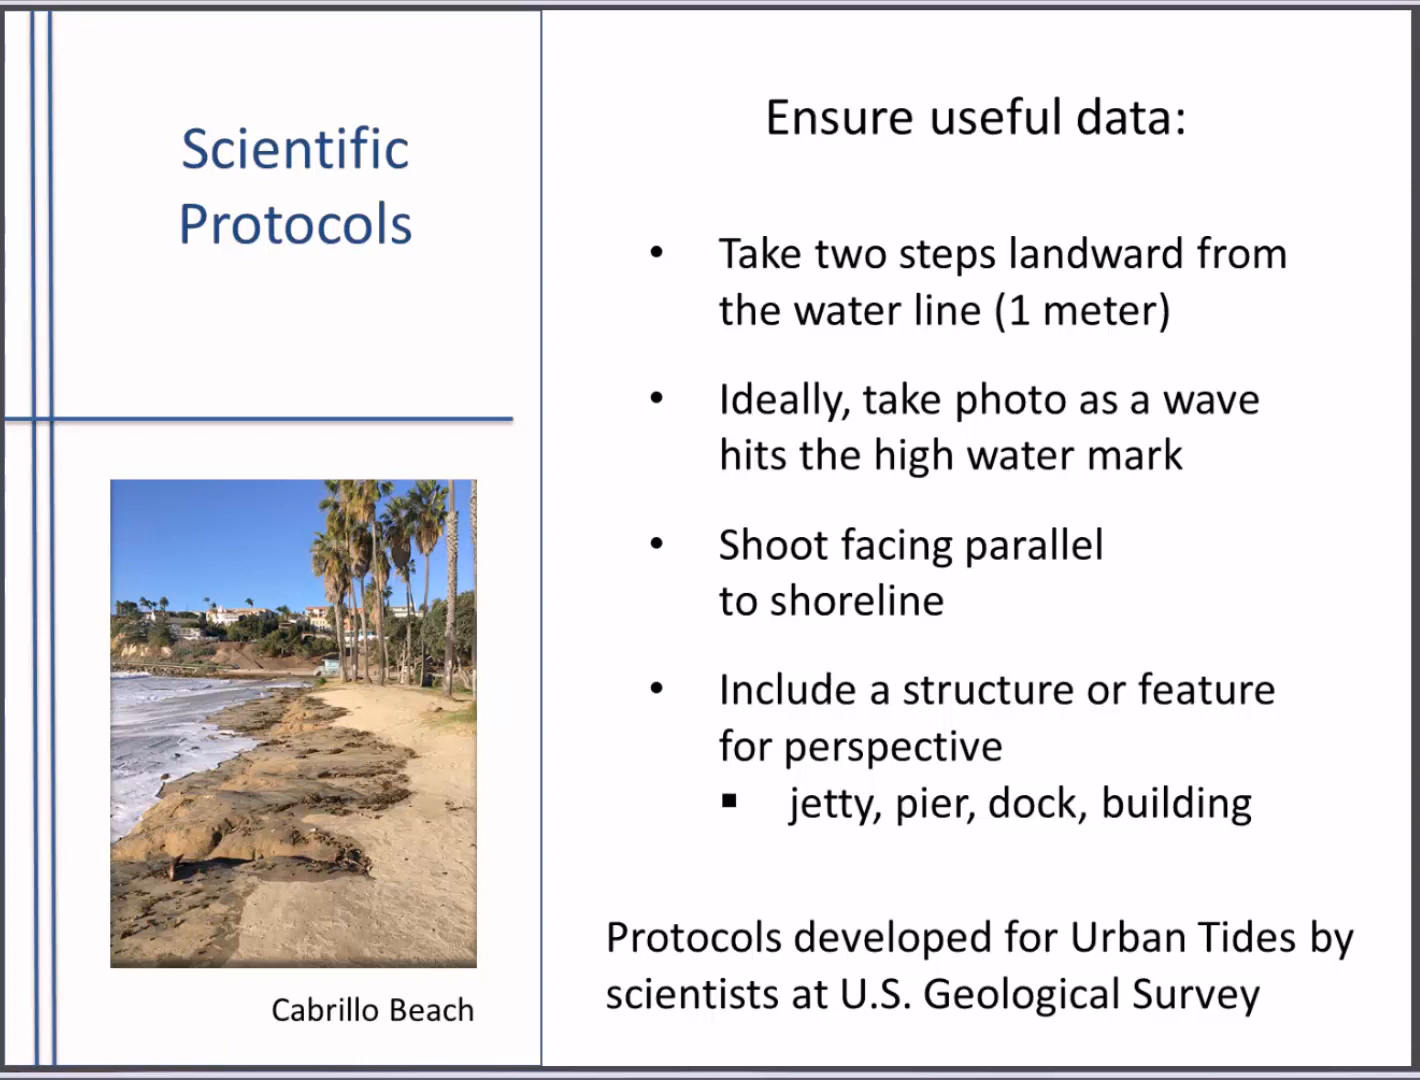 Scientific
Protocols
Ensure useful data:
• Take two steps landward from
the water line (1 meter)
• Ideally, take photo as a wave
hits the high water mark
• Shoot facing parallel
to shoreline
• Include a structure or feature
for perspective
▪ jetty, pier, dock, building
Protocols developed for Urban Tides by
scientists at U.S. Geological Survey
Cabrillo Beach